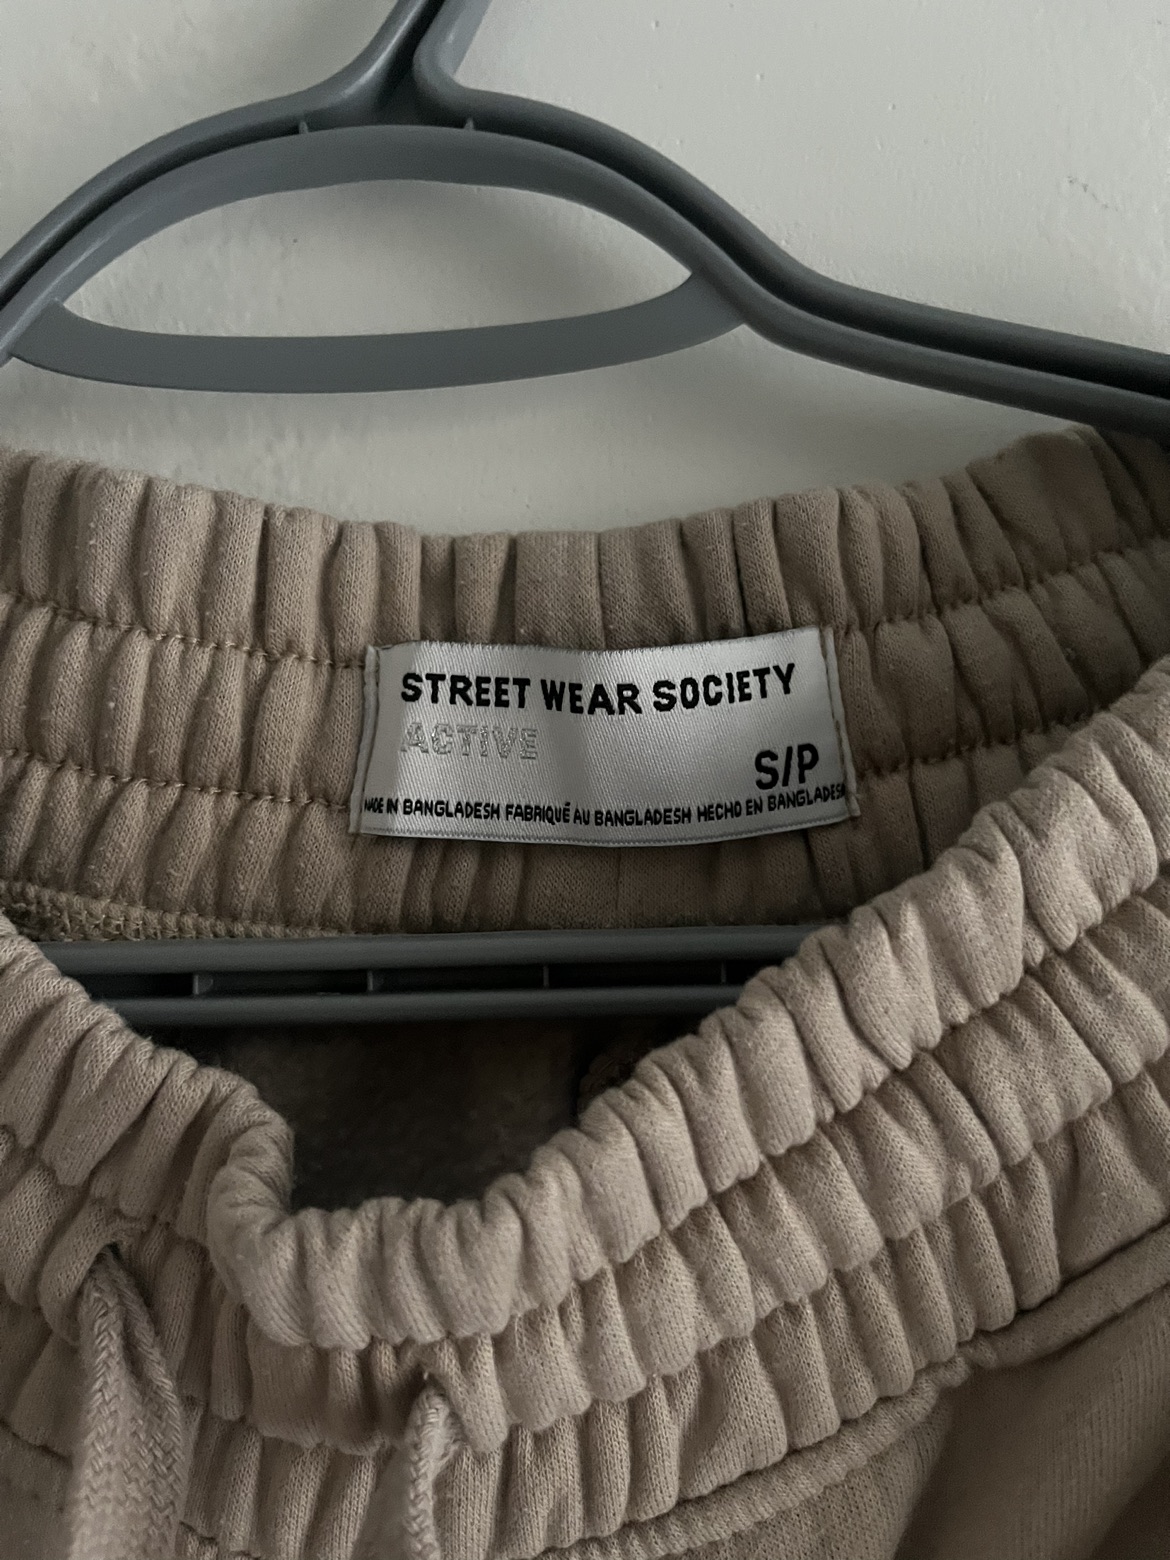 STREET WEAR SOCIETY
ACTIVE
S/P
MADE IN BANGLADESH FABRIQUÉ AU BANGLADESH HECHO EN BANGLADESH